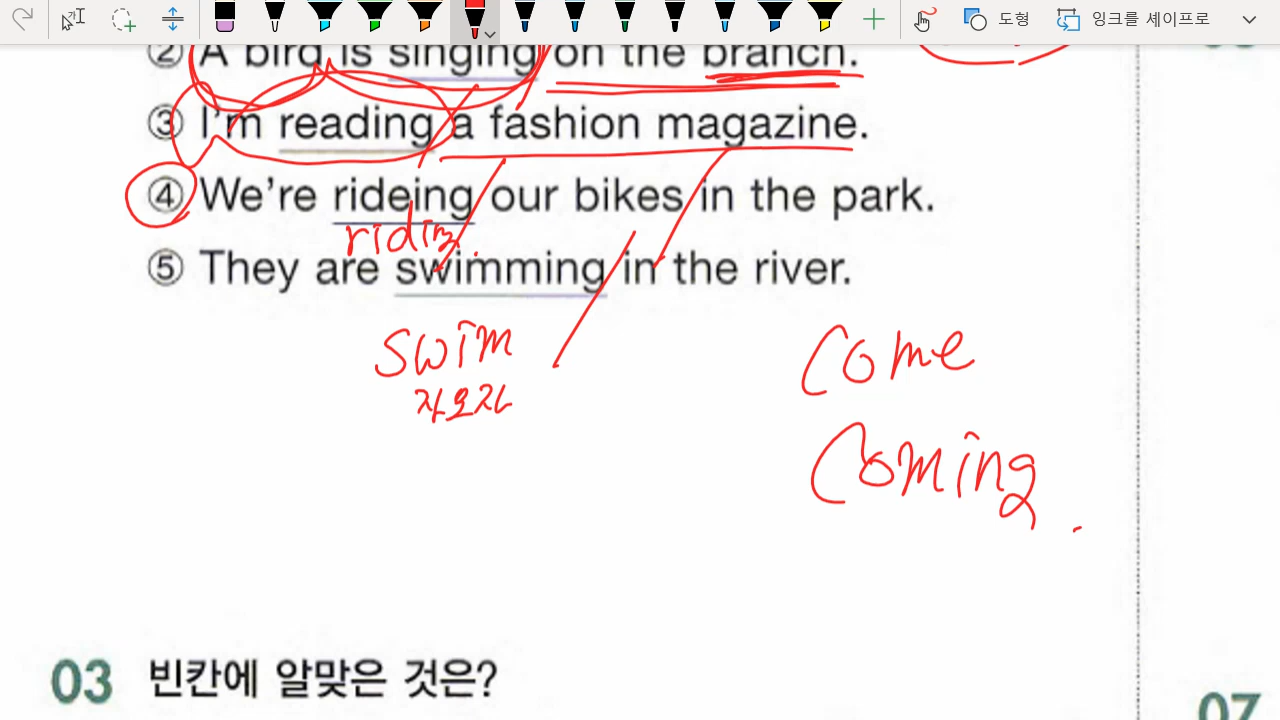 도형
잉크를 셰이프로
② A bird is singing on the branch.
③ I'm reading a fashion magazine.
④ We're rideing our bikes in the park.
riding
⑤ They are swimming in the river.
swim
자모자
come
coming.
03 빈칸에 알맞은 것은?
07